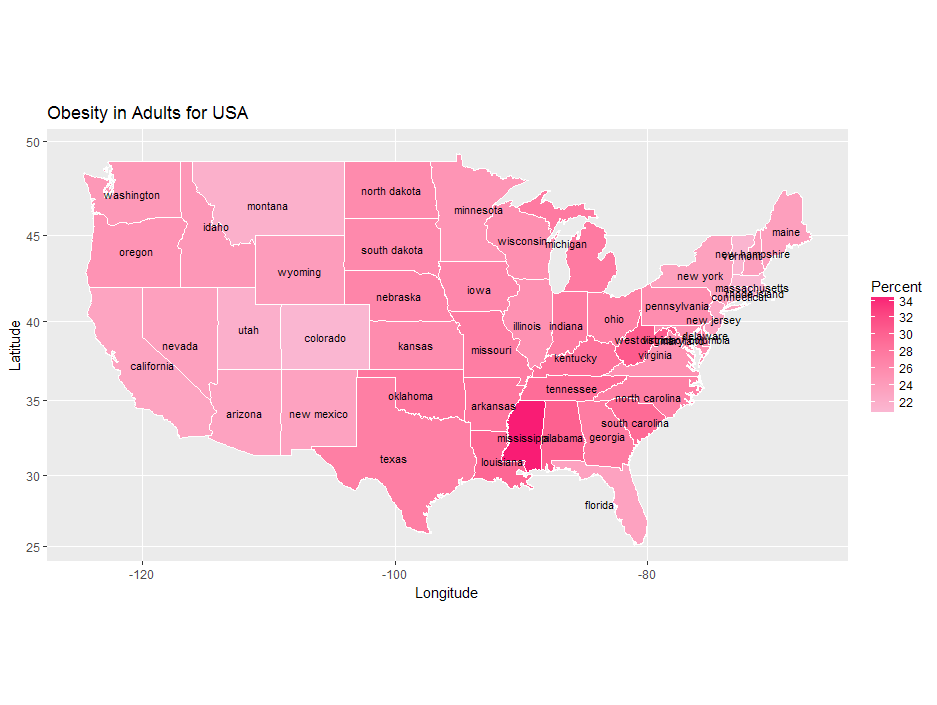 Obesity in Adults for USA
50
45
40
35
30
25
Latitude
-120
-100
-80
Longitude
Percent
34
32
30
28
26
24
22
washington
montana
north dakota
minnesota
maine
idaho
oregon
south dakota
wisconsin
michigan
new hampshire
vermont
wyoming
new york
massachusetts
rhode island
connecticut
nebraska
iowa
pennsylvania
new jersey
utah
colorado
illinois
indiana
ohio
delaware
nevada
kansas
missouri
west
maryland
columbia
california
kentucky
virginia
arizona
new mexico
oklahoma
arkansas
tennessee
north carolina
south carolina
texas
louisiana
mississippi
alabama
georgia
florida